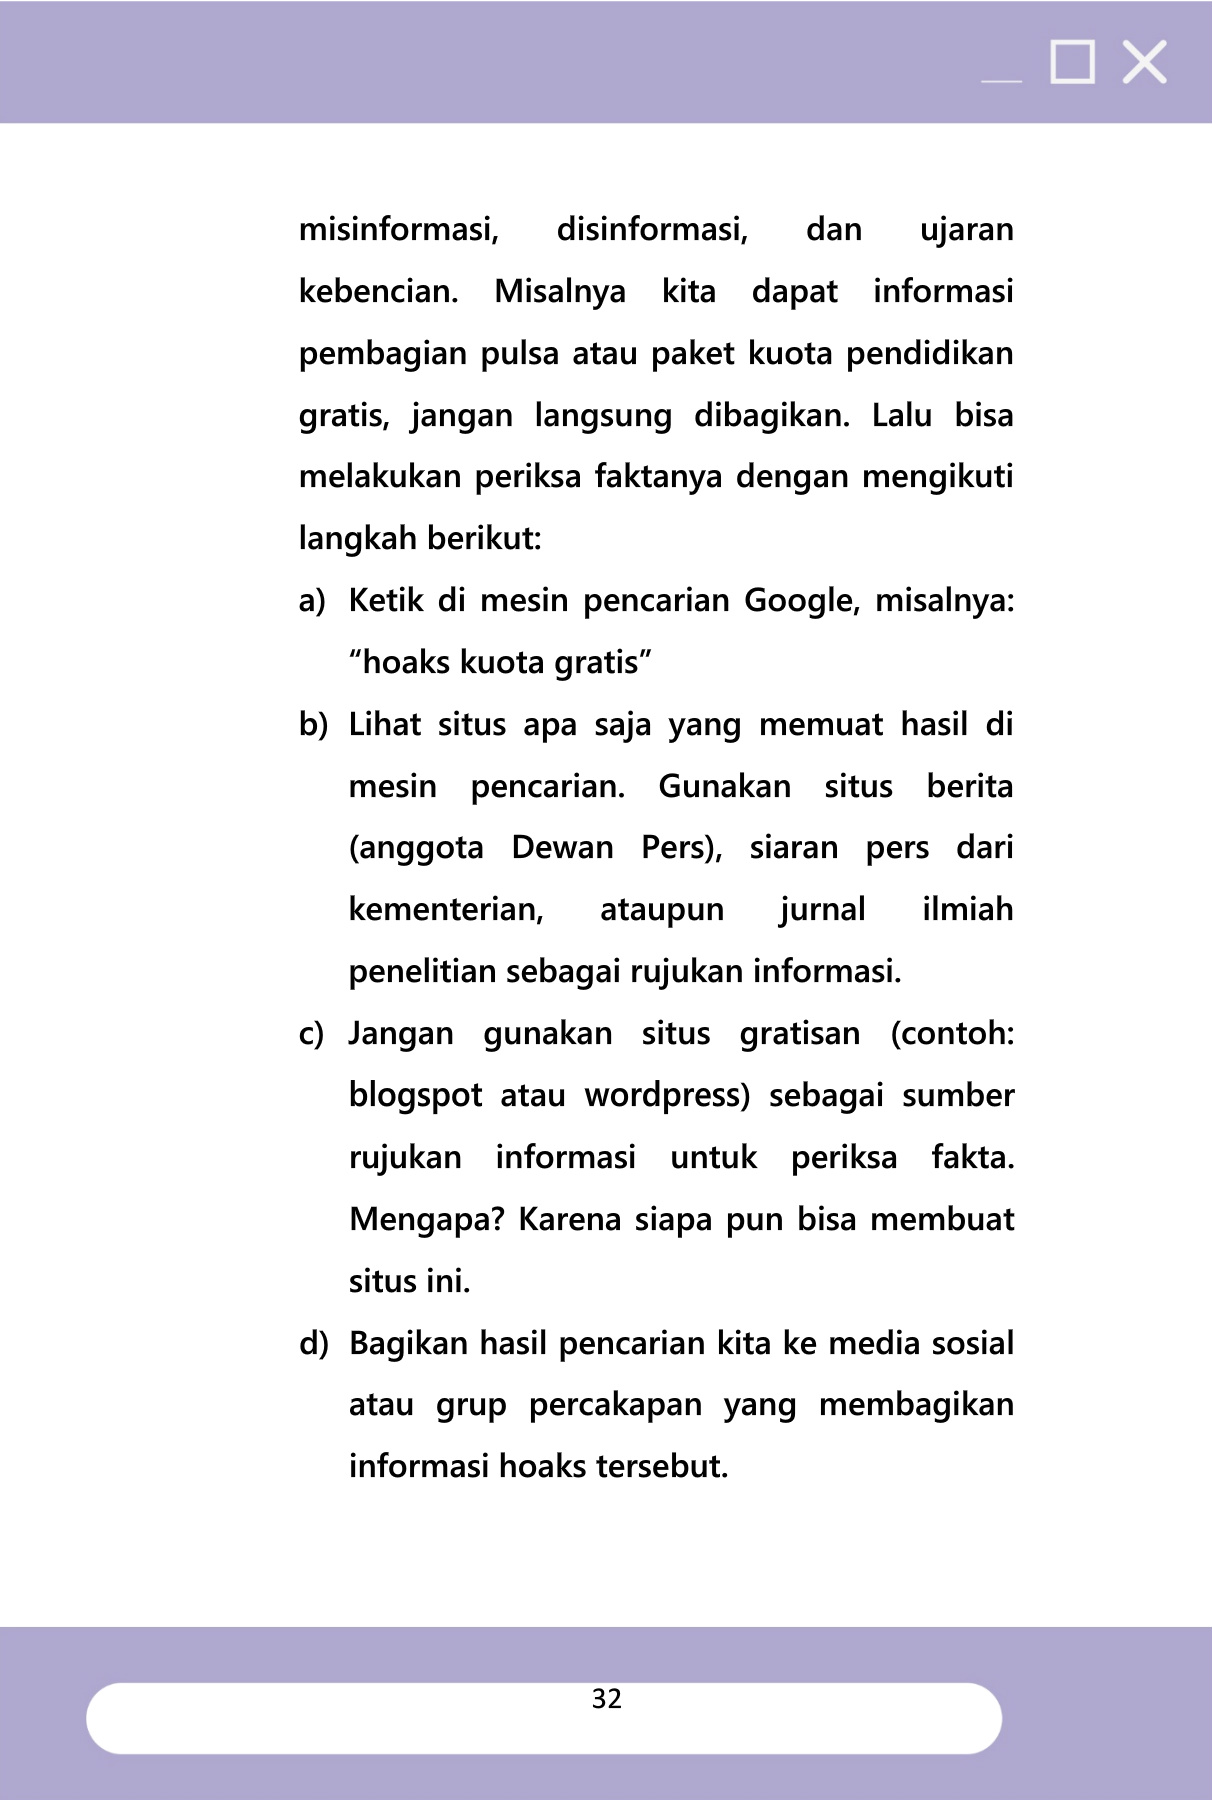 misinformasi, disinformasi, dan ujaran
kebencian. Misalnya kita dapat informasi
pembagian pulsa atau paket kuota pendidikan
gratis, jangan langsung dibagikan. Lalu bisa
melakukan periksa faktanya dengan mengikuti
langkah berikut:
a) Ketik di mesin pencarian Google, misalnya:
“hoaks kuota gratis”
b) Lihat situs apa saja yang memuat hasil di
mesin pencarian. Gunakan situs berita
(anggota Dewan Pers), siaran pers dari
kementerian, ataupun jurnal ilmiah
penelitian sebagai rujukan informasi.
c) Jangan gunakan situs gratisan (contoh:
blogspot atau wordpress) sebagai sumber
rujukan informasi untuk periksa fakta.
Mengapa? Karena siapa pun bisa membuat
situs ini.
d) Bagikan hasil pencarian kita ke media sosial
atau grup percakapan yang membagikan
informasi hoaks tersebut.
32